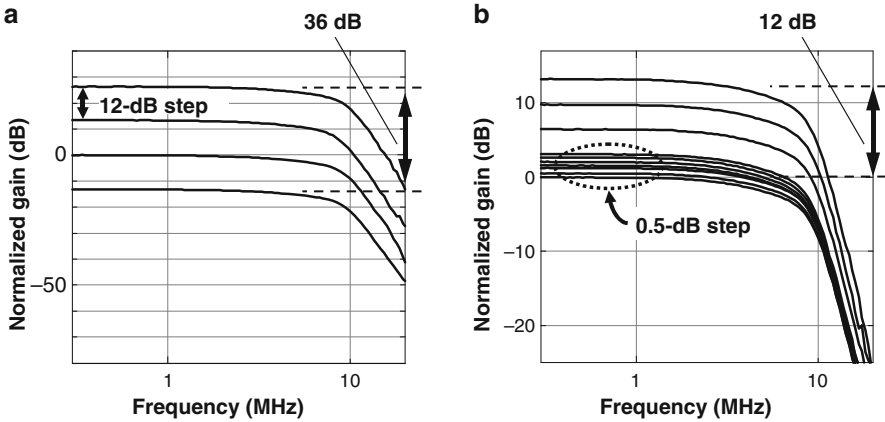 a
36 dB
12-dB step
0
–50
Normalized gain (dB)
1
10
Frequency (MHz)
b
12 dB
10
0
–10
–20
0.5-dB step
Normalized gain (dB)
1
10
Frequency (MHz)